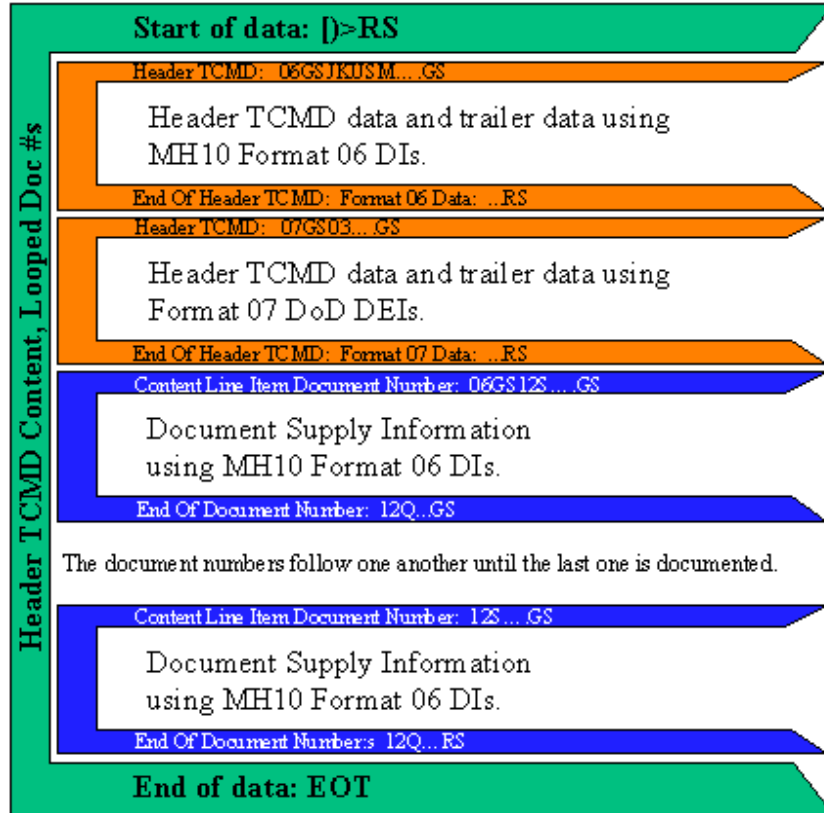 Start of data: [)>RS
Header TCMD Content, Looped Doc #s
Header TCMD: 06GSJKUSM... .GS
Header TCMD data and trailer data using
MH10 Format 06 DIs.
End Of Header TCMD: Format 06 Data: ...RS
Header TCMD: 07GS03... .GS
Header TCMD data and trailer data using
Format 07 DoD DEIs.
End Of Header TCMD: Format 07 Data: ...RS
Content Line Item Document Number: 06GS12S... .GS
Document Supply Information
using MH10 Format 06 DIs.
End Of Document Number: 12Q...GS
The document numbers follow one another until the last one is documented.
Content Line Item Document Number: 12S... .GS
Document Supply Information
using MH10 Format 06 DIs.
End Of Document Number:s 12Q...RS
End of data: EOT